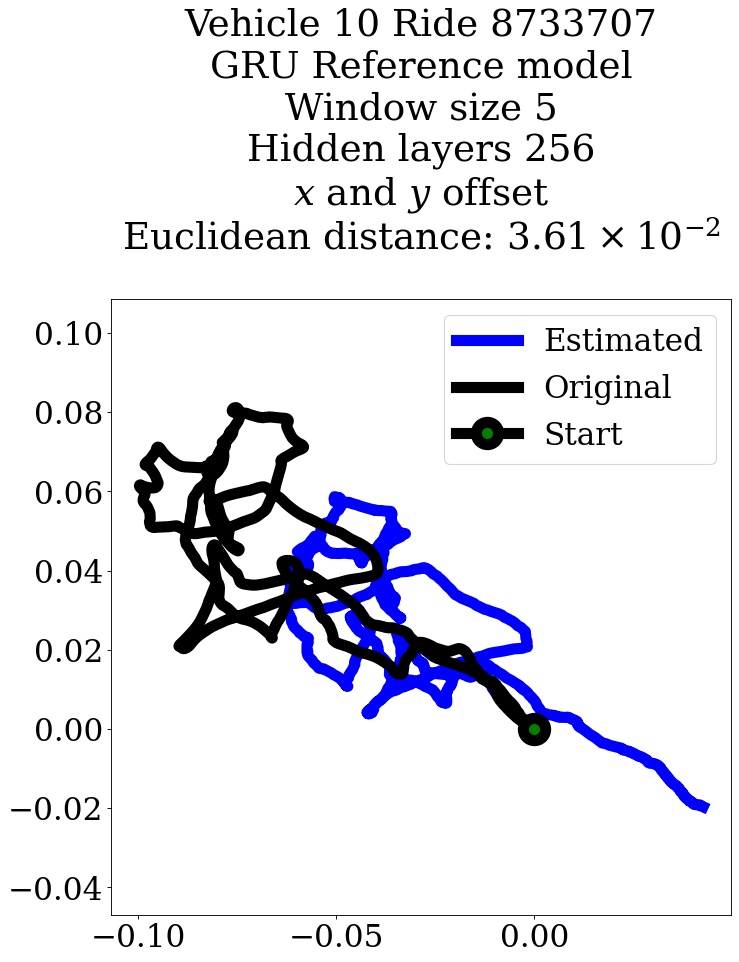 Vehicle 10 Ride 8733707
GRU Reference model
Window size 5
Hidden layers 256
x and y offset
Euclidean distance: 3.61 × 10⁻²
Estimated
Original
Start
0.10
0.08
0.06
0.04
0.02
0.00
−0.02
−0.04
−0.10 −0.05 0.00